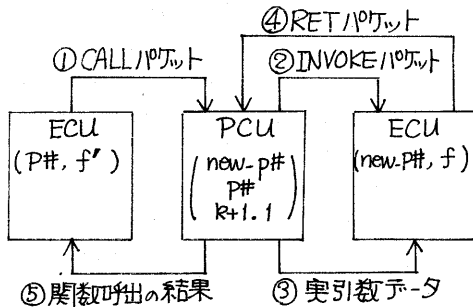 ④RETパケット
①CALLパケット
②INVOKEパケット
ECU
(P#, f')
PCU
new-p#
p#
k+1.1
ECU
(new-p#, f)
⑤関数呼出の結果
③実引数データ